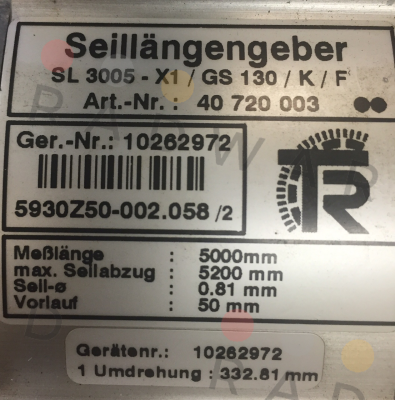 Seillängengeber
SL 3005 - X1 / GS 130 / K / F
Art.-Nr. : 40 720 003
Ger.-Nr.: 10262972
5930Z50-002.058 /2
TR
Meßlänge : 5000mm
max. Seilabzug : 5200 mm
Seil-ø : 0.81 mm
Vorlauf : 50 mm
Gerätenr.: 10262972
1 Umdrehung : 332.81 mm